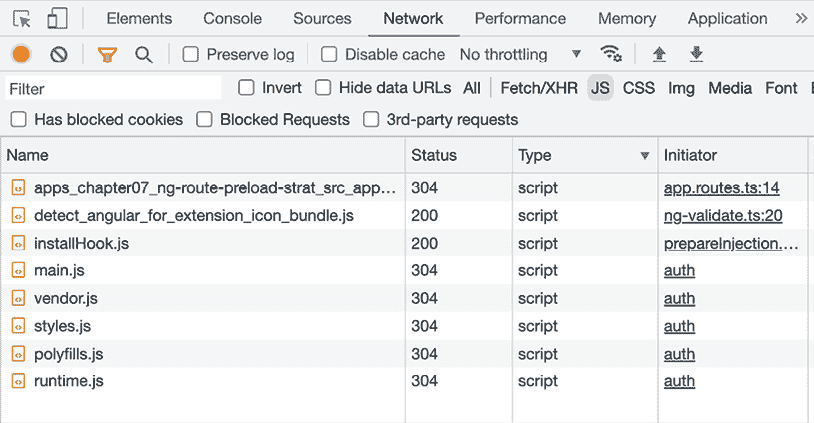 Elements Console Sources Network Performance Memory Application »
Preserve log Disable cache No throttling
Filter Invert Hide data URLs All Fetch/XHR JS CSS Img Media Font
Has blocked cookies Blocked Requests 3rd-party requests
Name Status Type Initiator
apps_chapter07_ng-route-preload-strat_src_app... 304 script app.routes.ts:14
detect_angular_for_extension_icon_bundle.js 200 script ng-validate.ts:20
installHook.js 200 script prepareInjection....
main.js 304 script auth
vendor.js 304 script auth
styles.js 304 script auth
polyfills.js 304 script auth
runtime.js 304 script auth